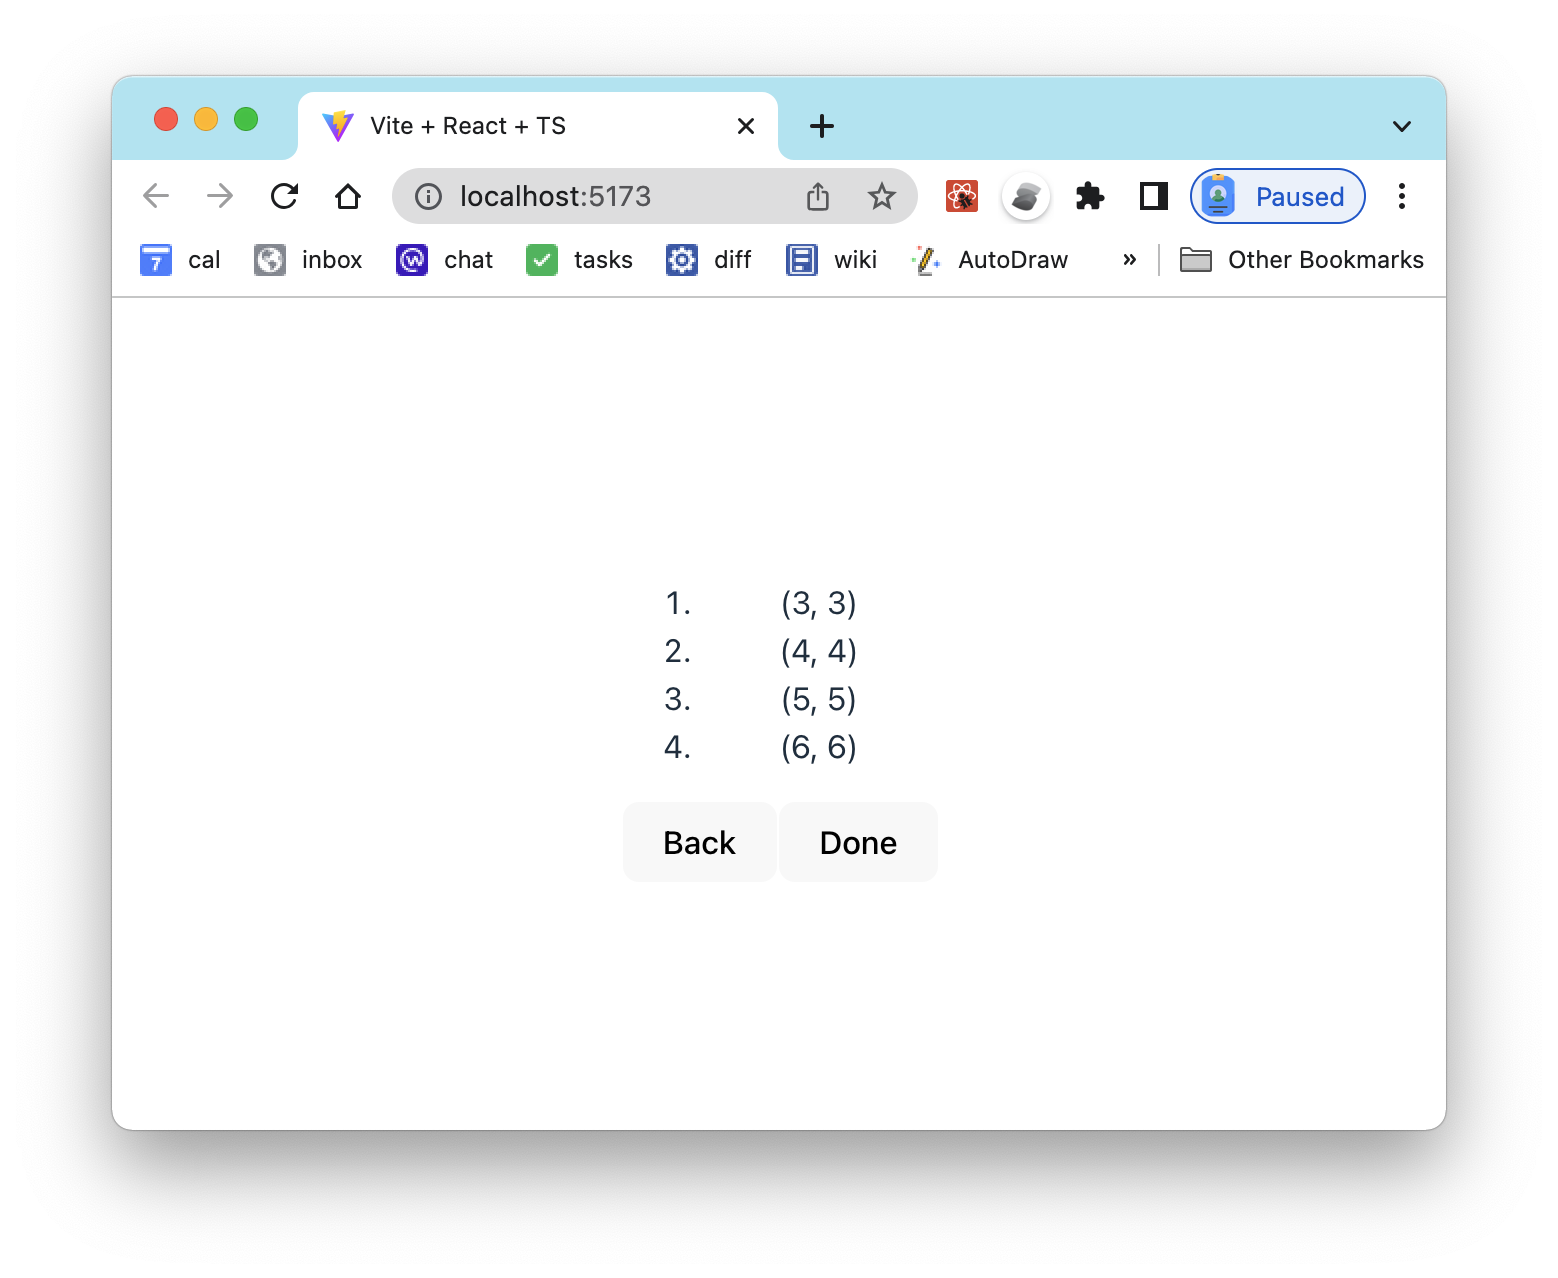 Vite + React + TS
localhost:5173
Paused
7 cal inbox chat tasks diff wiki AutoDraw » Other Bookmarks
1. (3, 3)
2. (4, 4)
3. (5, 5)
4. (6, 6)
Back Done